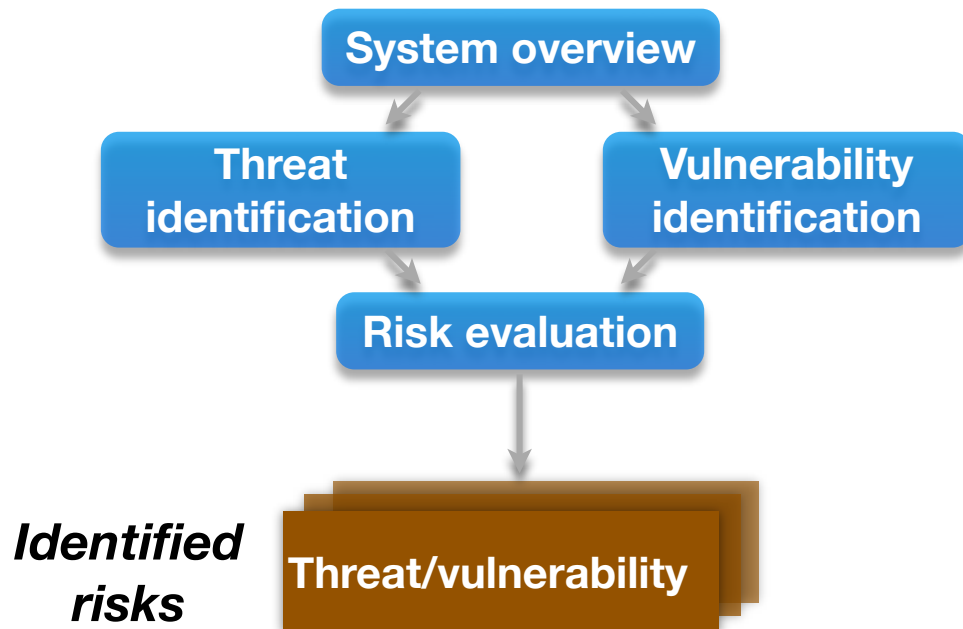 System overview
Threat
identification
Vulnerability
identification
Risk evaluation
Identified
risks
Threat/vulnerability